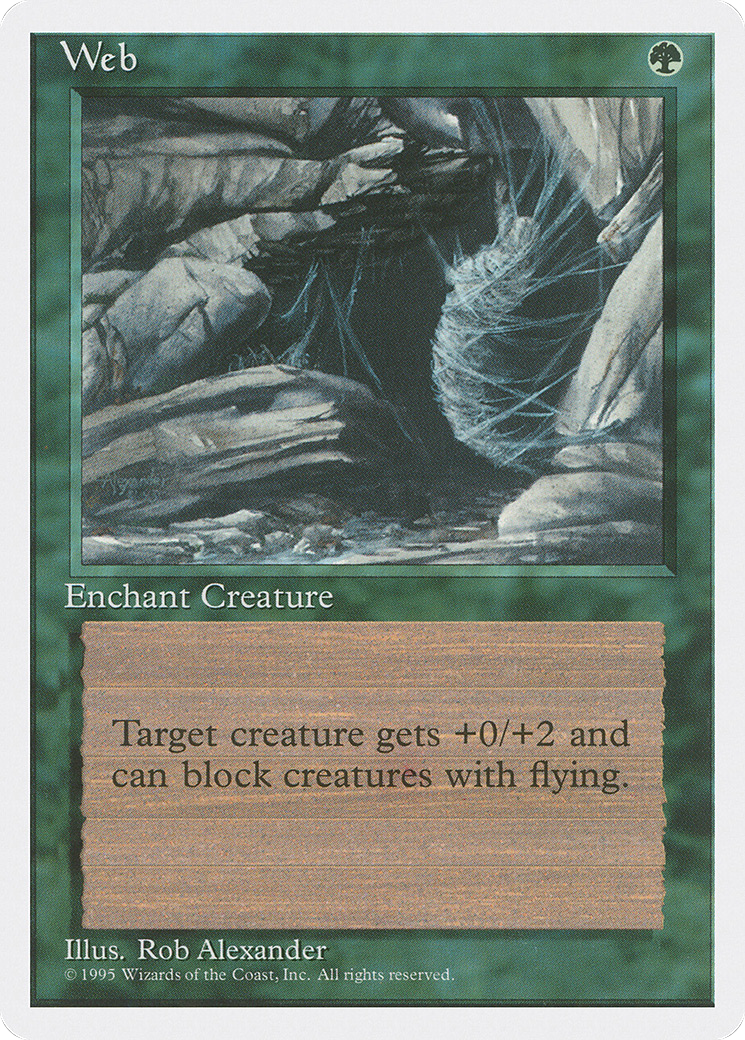 Web
Alexander
Enchant Creature
Target creature gets +0/+2 and
can block creatures with flying.
Illus. Rob Alexander
© 1995 Wizards of the Coast, Inc. All rights reserved.